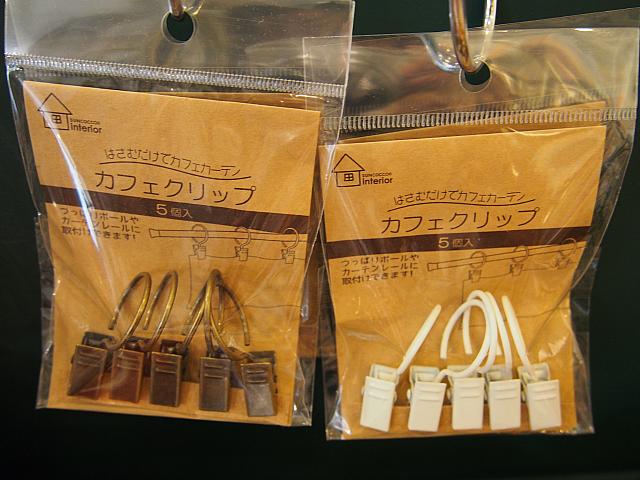 SUNCOCCOH
interior
はさむだけでカフェカーテン
カフェクリップ
5個入
つっぱりポールや
カーテンレールに
取付けできます!
SUNCOCCOH
interior
はさむだけでカフェカーテン
カフェクリップ
5個入
つっぱりポールや
カーテンレールに
取付けできます!